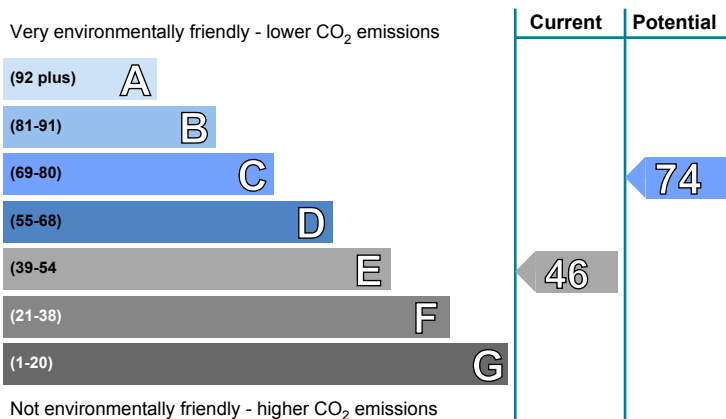 Very environmentally friendly - lower CO2 emissions
Current Potential
(92 plus) A
(81-91) B
(69-80) C
74
(55-68) D
(39-54 E
46
(21-38) F
(1-20) G
Not environmentally friendly - higher CO2 emissions